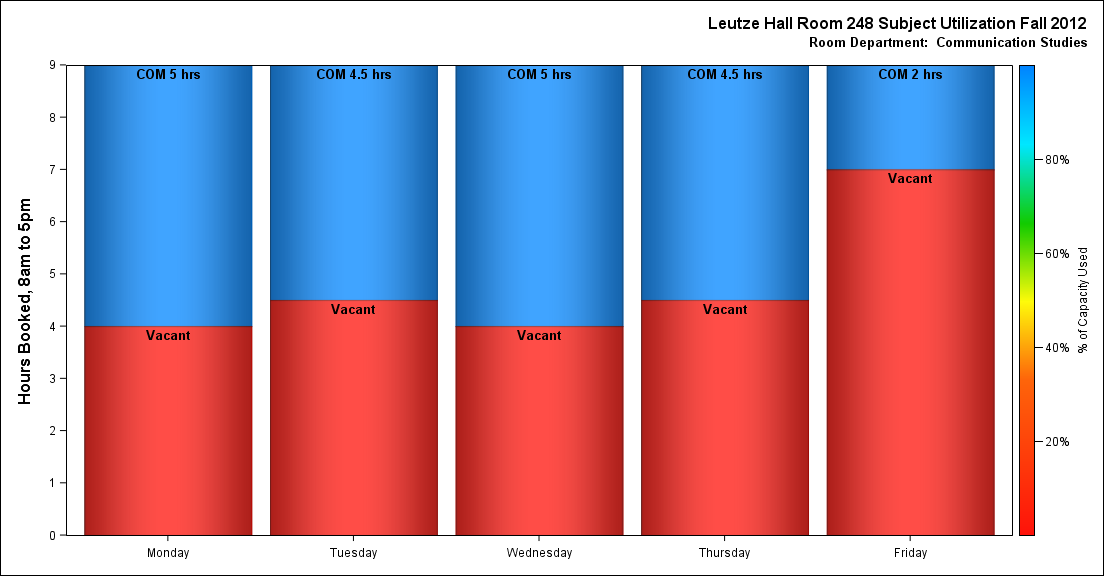 Leutze Hall Room 248 Subject Utilization Fall 2012
Room Department:  Communication Studies
Hours Booked, 8am to 5pm
9
8
7
6
5
4
3
2
1
0
COM 5 hrs
Vacant
COM 4.5 hrs
Vacant
COM 5 hrs
Vacant
COM 4.5 hrs
Vacant
COM 2 hrs
Vacant
Monday
Tuesday
Wednesday
Thursday
Friday
80%
60%
40%
20%
% of Capacity Used